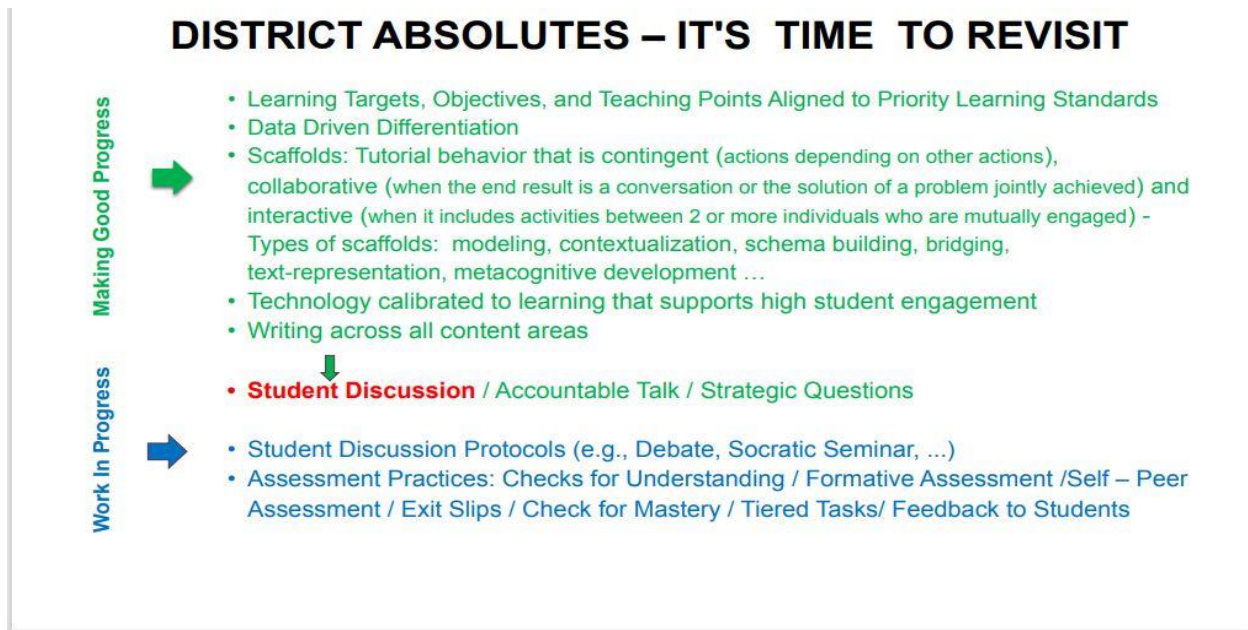 DISTRICT ABSOLUTES – IT'S TIME TO REVISIT
Making Good Progress
• Learning Targets, Objectives, and Teaching Points Aligned to Priority Learning Standards
• Data Driven Differentiation
• Scaffolds: Tutorial behavior that is contingent (actions depending on other actions),
collaborative (when the end result is a conversation or the solution of a problem jointly achieved) and
interactive (when it includes activities between 2 or more individuals who are mutually engaged) -
Types of scaffolds: modeling, contextualization, schema building, bridging,
text-representation, metacognitive development …
• Technology calibrated to learning that supports high student engagement
• Writing across all content areas
• Student Discussion / Accountable Talk / Strategic Questions
Work In Progress
• Student Discussion Protocols (e.g., Debate, Socratic Seminar, ...)
• Assessment Practices: Checks for Understanding / Formative Assessment /Self – Peer
Assessment / Exit Slips / Check for Mastery / Tiered Tasks/ Feedback to Students